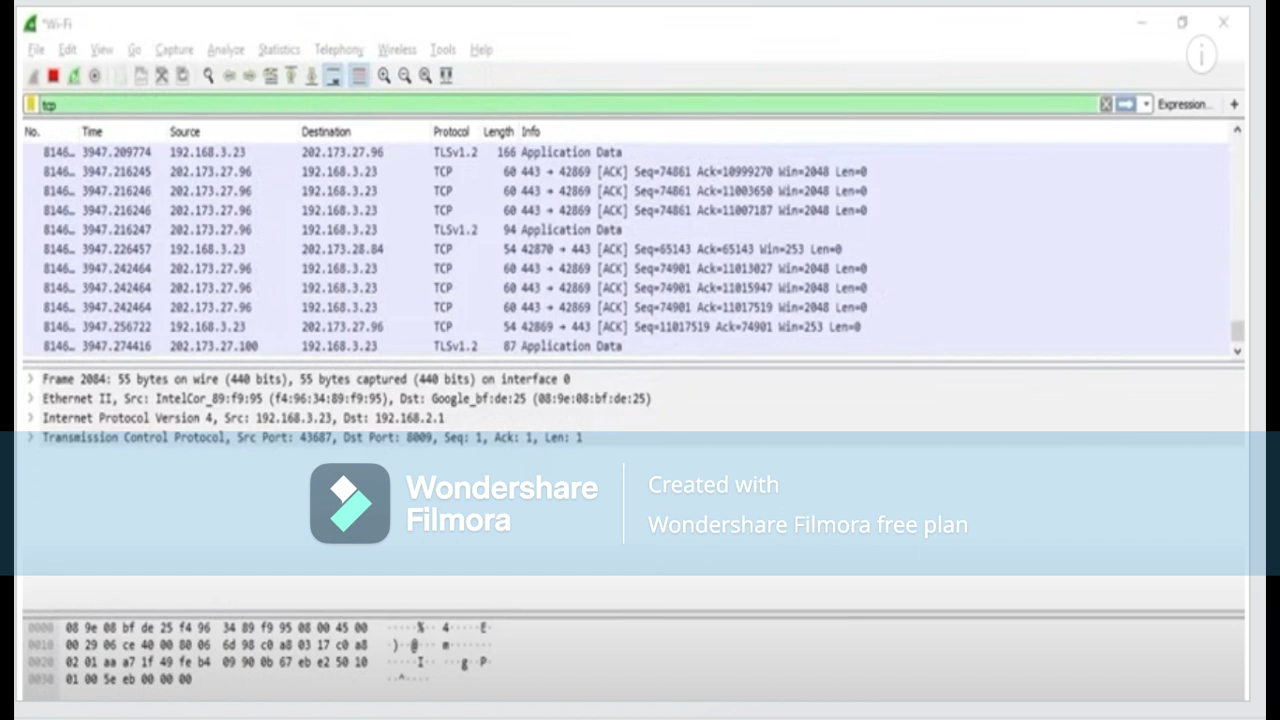 *Wi-Fi
File Edit View Go Capture Analyze Statistics Telephony Wireless Tools Help
tcp Expression... +
No. Time Source Destination Protocol Length Info
8146… 3947.209774 192.168.3.23 202.173.27.96 TLSv1.2 166 Application Data
8146… 3947.216245 202.173.27.96 192.168.3.23 TCP 60 443 → 42869 [ACK] Seq=74861 Ack=10999270 Win=2048 Len=0
8146… 3947.216246 202.173.27.96 192.168.3.23 TCP 60 443 → 42869 [ACK] Seq=74861 Ack=11003650 Win=2048 Len=0
8146… 3947.216246 202.173.27.96 192.168.3.23 TCP 60 443 → 42869 [ACK] Seq=74861 Ack=11007187 Win=2048 Len=0
8146… 3947.216247 202.173.27.96 192.168.3.23 TLSv1.2 94 Application Data
8146… 3947.226457 192.168.3.23 202.173.28.84 TCP 54 42870 → 443 [ACK] Seq=65143 Ack=65143 Win=253 Len=0
8146… 3947.242464 202.173.27.96 192.168.3.23 TCP 60 443 → 42869 [ACK] Seq=74901 Ack=11013027 Win=2048 Len=0
8146… 3947.242464 202.173.27.96 192.168.3.23 TCP 60 443 → 42869 [ACK] Seq=74901 Ack=11015947 Win=2048 Len=0
8146… 3947.242464 202.173.27.96 192.168.3.23 TCP 60 443 → 42869 [ACK] Seq=74901 Ack=11017519 Win=2048 Len=0
8146… 3947.256722 192.168.3.23 202.173.27.96 TCP 54 42869 → 443 [ACK] Seq=11017519 Ack=74901 Win=253 Len=0
8146… 3947.274416 202.173.27.100 192.168.3.23 TLSv1.2 87 Application Data
Frame 2084: 55 bytes on wire (440 bits), 55 bytes captured (440 bits) on interface 0
Ethernet II, Src: IntelCor_89:f9:95 (f4:96:34:89:f9:95), Dst: Google_bf:de:25 (08:9e:08:bf:de:25)
Internet Protocol Version 4, Src: 192.168.3.23, Dst: 192.168.2.1
Transmission Control Protocol, Src Port: 43687, Dst Port: 8009, Seq: 1, Ack: 1, Len: 1
Wondershare Filmora
Created with
Wondershare Filmora free plan
0000 08 9e 08 bf de 25 f4 96 34 89 f9 95 08 00 45 00 ·····%·· 4·····E·
0010 00 29 06 ce 40 00 80 06 6d 98 c0 a8 03 17 c0 a8 ·)··@··· m·······
0020 02 01 aa a7 1f 49 fe b4 09 90 0b 67 eb e2 50 10 ·····I·· ···g··P·
0030 01 00 5e eb 00 00 00 ··^····